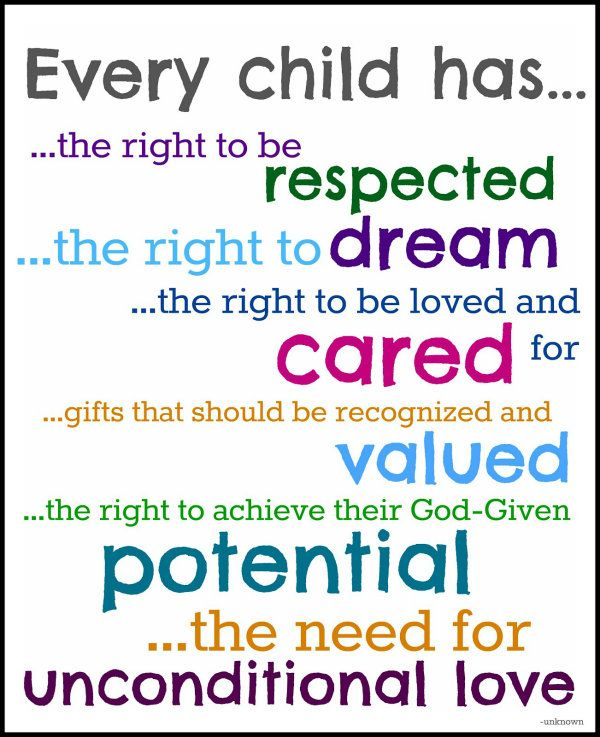 Every child has...
...the right to be
respected
...the right to dream
...the right to be loved and
cared for
...gifts that should be recognized and
valued
...the right to achieve their God-Given
potential
...the need for
unconditional love
-unknown